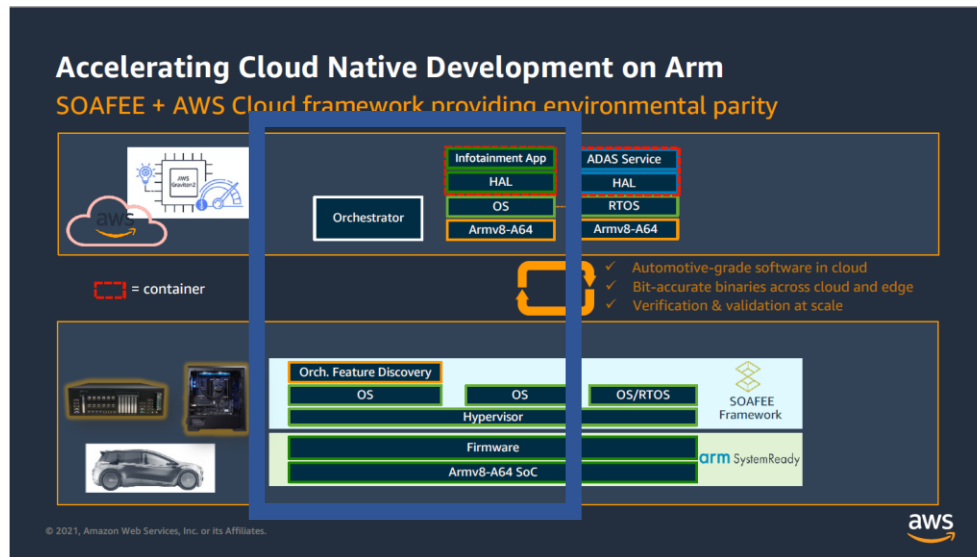 Accelerating Cloud Native Development on Arm
SOAFEE + AWS Cloud framework providing environmental parity
AWS
Graviton2
aws
Orchestrator
Infotainment App
HAL
OS
Armv8-A64
ADAS Service
HAL
RTOS
Armv8-A64
= container
✓ Automotive-grade software in cloud
✓ Bit-accurate binaries across cloud and edge
✓ Verification & validation at scale
Orch. Feature Discovery
OS
OS
OS/RTOS
Hypervisor
SOAFEE
Framework
Firmware
Armv8-A64 SoC
arm SystemReady
© 2021, Amazon Web Services, Inc. or its Affiliates.
aws